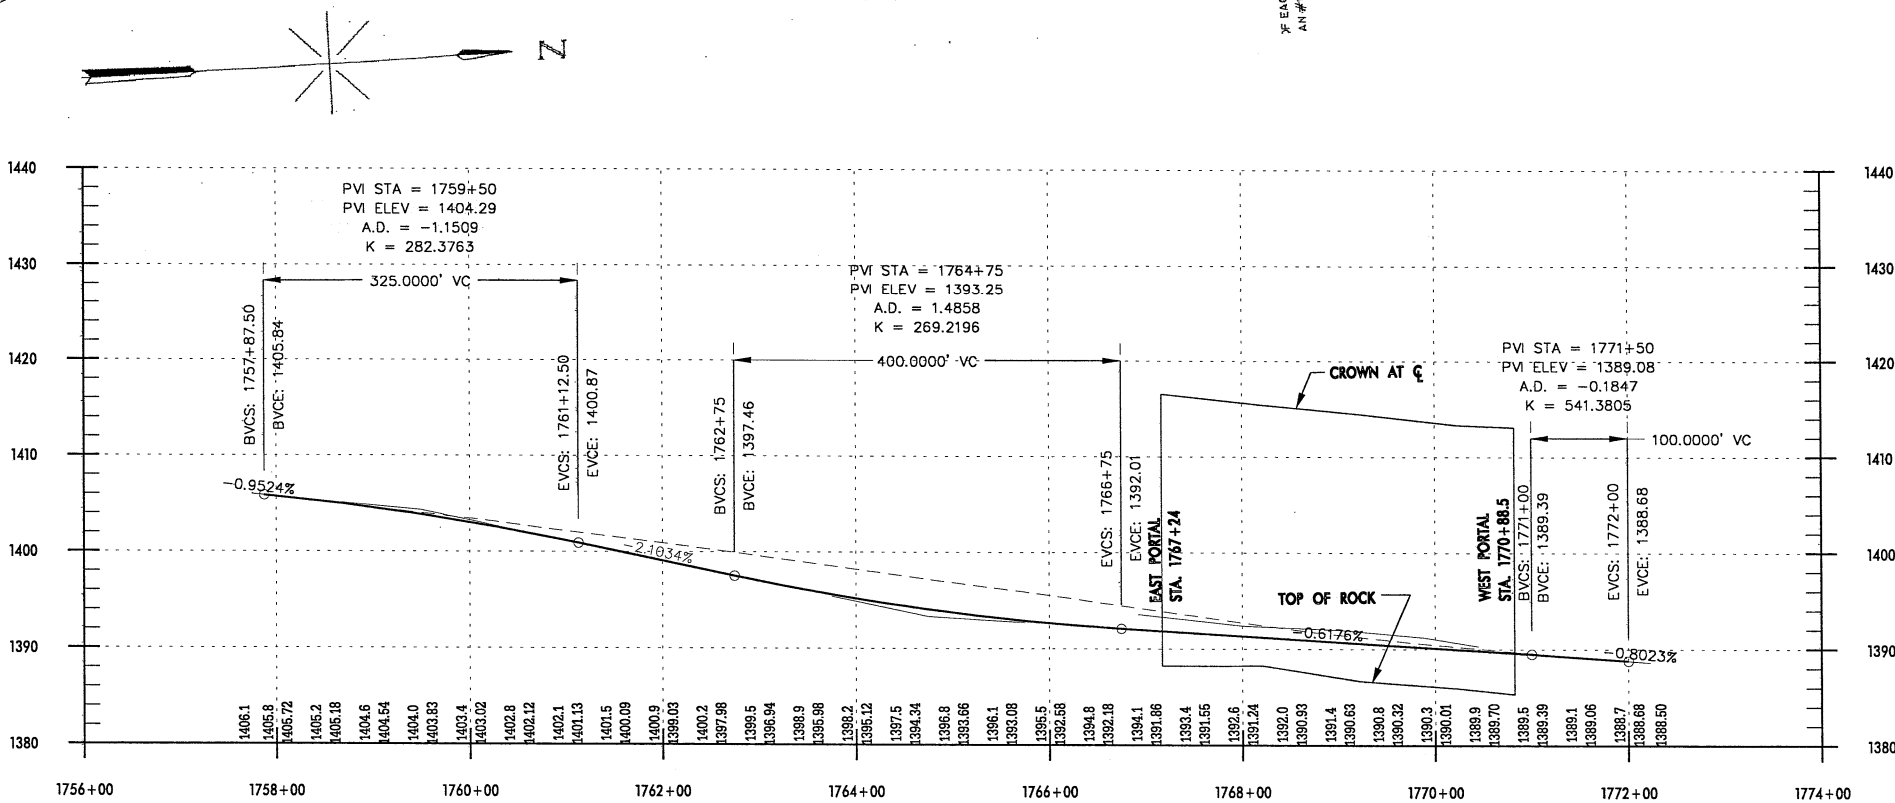 OF EAG
AN #
N
1440
1430
1420
1410
1400
1390
1380
PVI STA = 1759+50
PVI ELEV = 1404.29
A.D. = -1.1509
K = 282.3763
325.0000' VC
BVCS: 1757+87.50
BVCE: 1405.84
EVCS: 1761+12.50
EVCE: 1400.87
PVI STA = 1764+75
PVI ELEV = 1393.25
A.D. = 1.4858
K = 269.2196
400.0000' VC
BVCS: 1762+75
BVCE: 1397.46
EVCS: 1766+75
EVCE: 1392.01
EAST PORTAL
STA. 1767+24
CROWN AT ℄
TOP OF ROCK
WEST PORTAL
STA. 1770+88.5
PVI STA = 1771+50
PVI ELEV = 1389.08
A.D. = -0.1847
K = 541.3805
100.0000' VC
BVCS: 1771+00
BVCE: 1389.39
EVCS: 1772+00
EVCE: 1388.68
-0.9524%
-2.1034%
-0.6176%
-0.8023%
1440
1430
1420
1410
1400
1390
1380
1406.1
1405.8
1405.72
1405.2
1405.18
1404.6
1404.54
1404.0
1403.83
1403.4
1403.02
1402.8
1402.12
1402.1
1401.13
1401.5
1400.09
1400.9
1399.03
1400.2
1397.98
1399.5
1396.94
1398.9
1395.98
1398.2
1395.12
1397.5
1394.34
1396.8
1393.66
1396.1
1393.08
1395.5
1392.58
1394.8
1392.18
1394.1
1391.86
1393.4
1391.55
1392.6
1391.24
1392.0
1390.93
1391.4
1390.63
1390.8
1390.32
1390.3
1390.01
1389.9
1389.70
1389.5
1389.39
1389.1
1389.06
1388.7
1388.68
1388.50
1756+00
1758+00
1760+00
1762+00
1764+00
1766+00
1768+00
1770+00
1772+00
1774+00